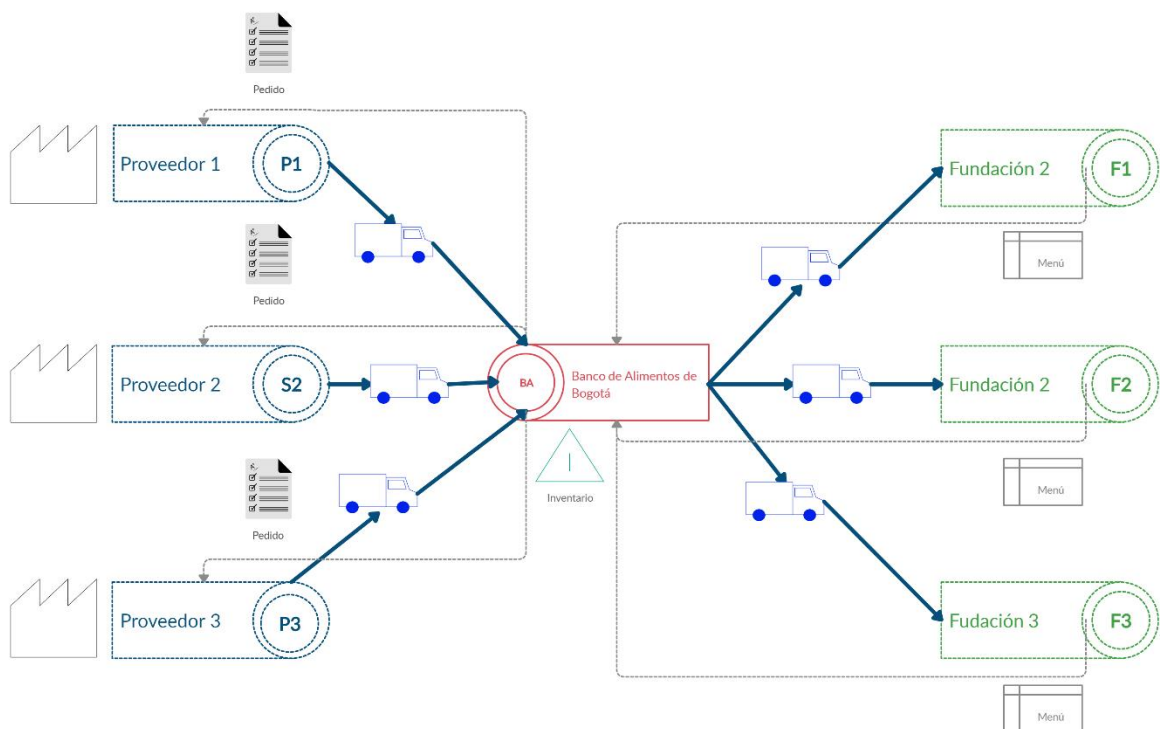 Pedido
Proveedor 1
P1
Fundación 2
F1
Menú
Pedido
Proveedor 2
S2
BA
Banco de Alimentos de
Bogotá
Fundación 2
F2
I
Inventario
Menú
Pedido
Proveedor 3
P3
Fudación 3
F3
Menú